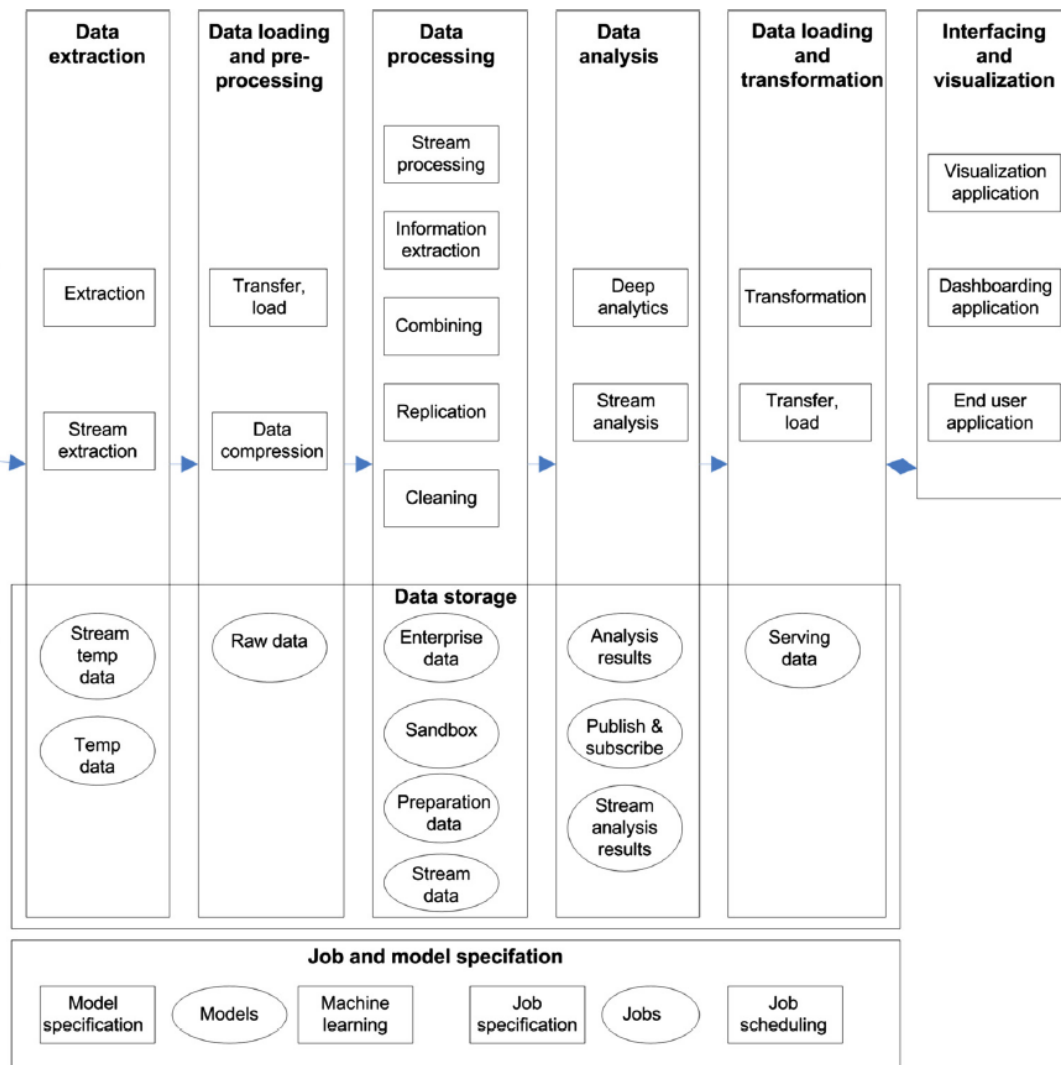 Data
extraction
Data loading
and pre-
processing
Data
processing
Data
analysis
Data loading
and
transformation
Interfacing
and
visualization
Stream
processing
Visualization
application
Information
extraction
Extraction
Transfer,
load
Combining
Deep
analytics
Transformation
Dashboarding
application
Stream
extraction
Data
compression
Replication
Stream
analysis
Transfer,
load
End user
application
Cleaning
Data storage
Stream
temp
data
Raw data
Enterprise
data
Analysis
results
Serving
data
Temp
data
Sandbox
Publish &
subscribe
Preparation
data
Stream
analysis
results
Stream
data
Job and model specifation
Model
specification
Models
Machine
learning
Job
specification
Jobs
Job
scheduling